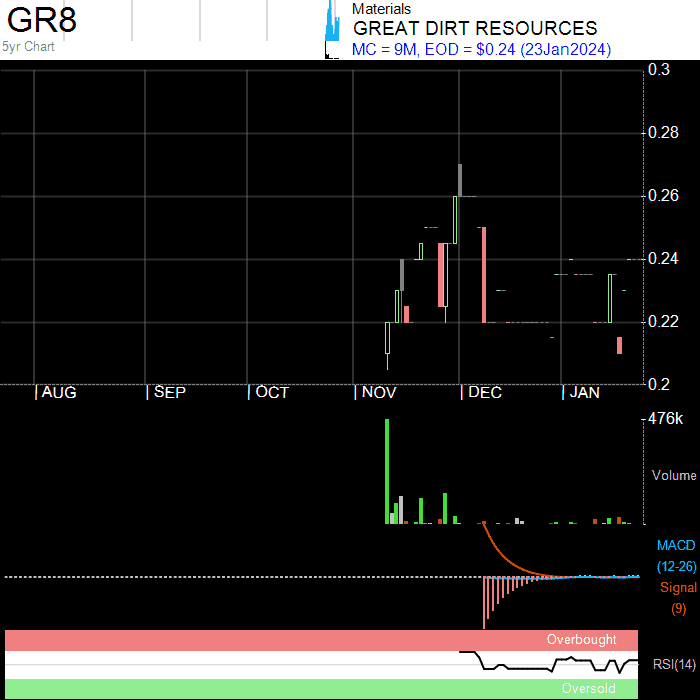 GR8
5yr Chart
Materials
GREAT DIRT RESOURCES
MC = 9M, EOD = $0.24 (23Jan2024)
0.3
0.28
0.26
0.24
0.22
0.2
| AUG | SEP | OCT | NOV | DEC | JAN
476k
Volume
MACD
(12-26)
Signal
(9)
Overbought
RSI(14)
Oversold